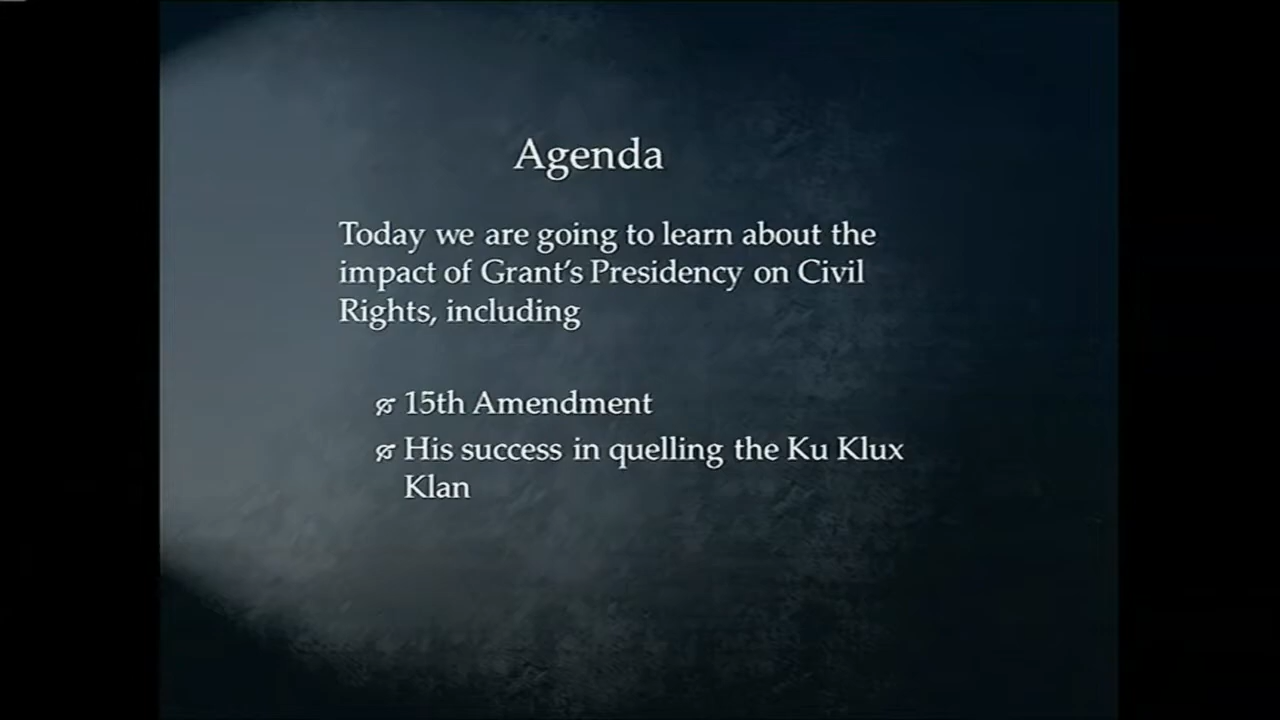 Agenda
Today we are going to learn about the
impact of Grant's Presidency on Civil
Rights, including
15th Amendment
His success in quelling the Ku Klux
Klan